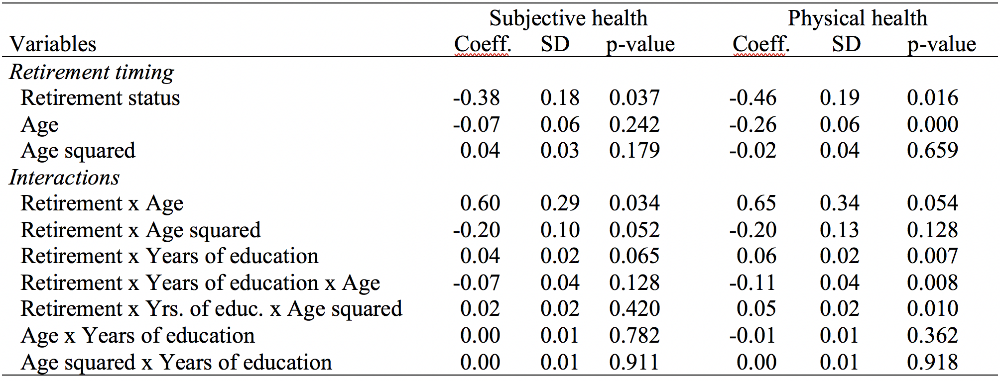 Subjective health Physical health
Variables Coeff. SD p-value Coeff. SD p-value
Retirement timing
Retirement status -0.38 0.18 0.037 -0.46 0.19 0.016
Age -0.07 0.06 0.242 -0.26 0.06 0.000
Age squared 0.04 0.03 0.179 -0.02 0.04 0.659
Interactions
Retirement x Age 0.60 0.29 0.034 0.65 0.34 0.054
Retirement x Age squared -0.20 0.10 0.052 -0.20 0.13 0.128
Retirement x Years of education 0.04 0.02 0.065 0.06 0.02 0.007
Retirement x Years of education x Age -0.07 0.04 0.128 -0.11 0.04 0.008
Retirement x Yrs. of educ. x Age squared 0.02 0.02 0.420 0.05 0.02 0.010
Age x Years of education 0.00 0.01 0.782 -0.01 0.01 0.362
Age squared x Years of education 0.00 0.01 0.911 0.00 0.01 0.918